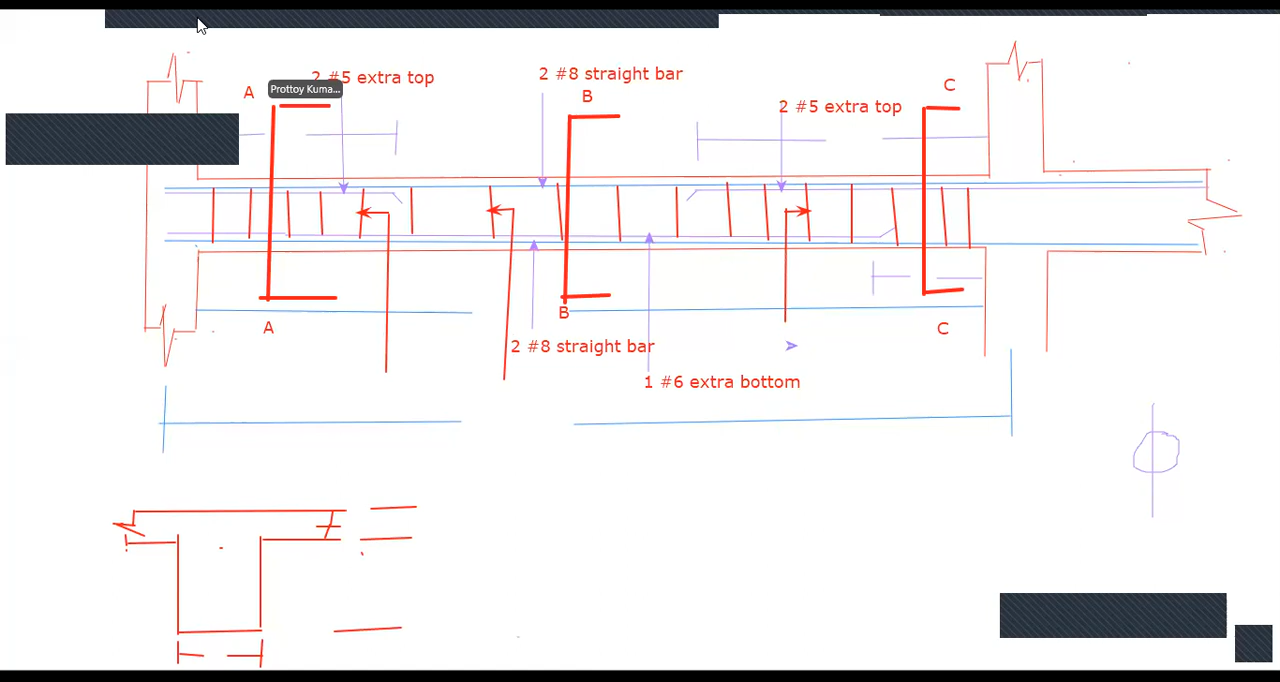 2 #5 extra top
2 #8 straight bar
C
A
Prottoy Kuma...
B
2 #5 extra top
B
A
C
2 #8 straight bar
1 #6 extra bottom